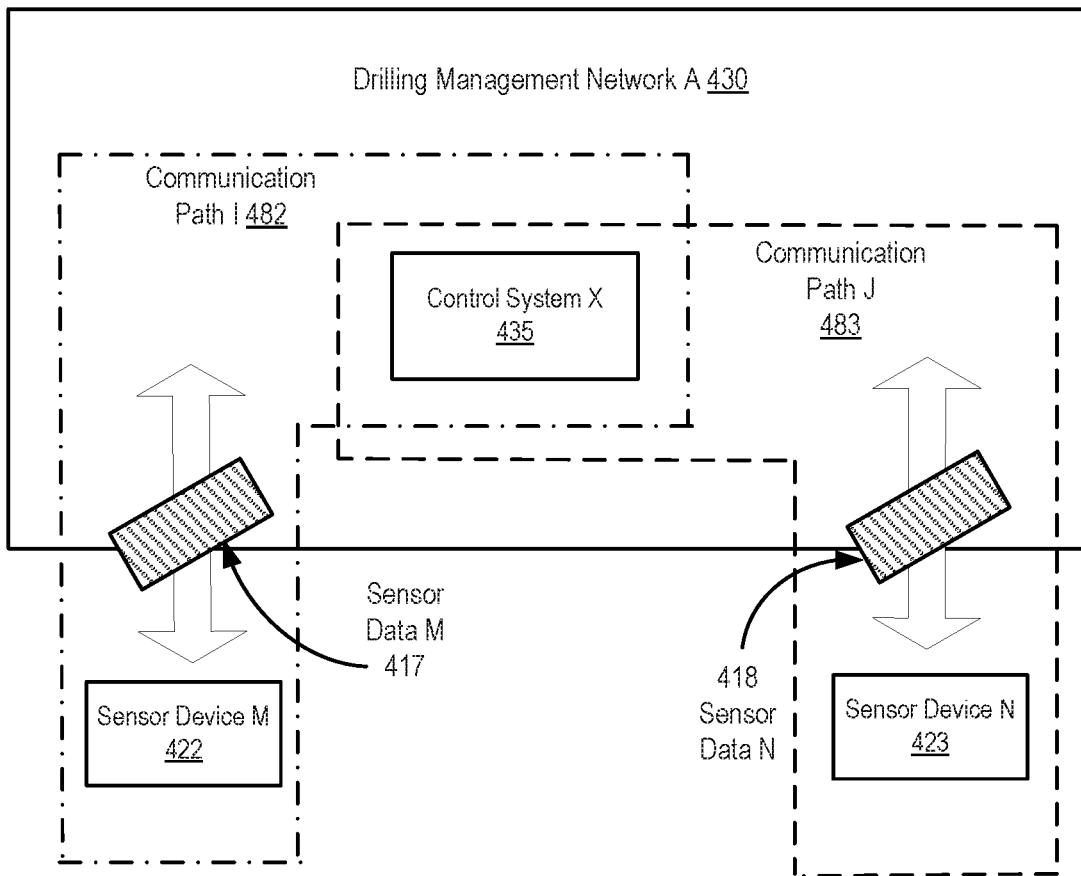 Drilling Management Network A 430
Communication
Path I 482
Communication
Path J
483
Control System X
435
Sensor
Data M
417
418
Sensor
Data N
Sensor Device M
422
Sensor Device N
423